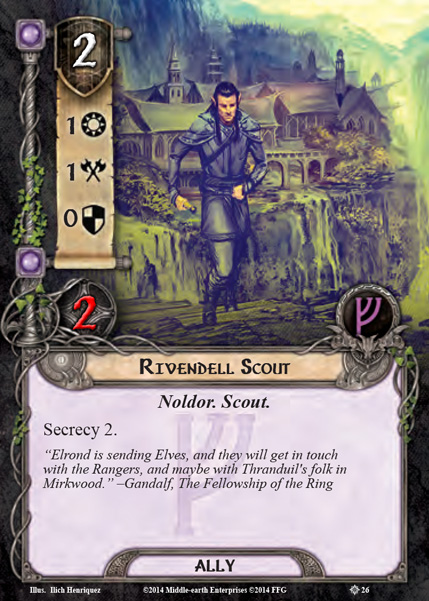 2
1
1
0
2
RIVENDELL SCOUT
Noldor. Scout.
Secrecy 2.
“Elrond is sending Elves, and they will get in touch
with the Rangers, and maybe with Thranduil's folk in
Mirkwood.” –Gandalf, The Fellowship of the Ring
ALLY
Illus. Ilich Henriquez ©2014 Middle-earth Enterprises ©2014 FFG 26